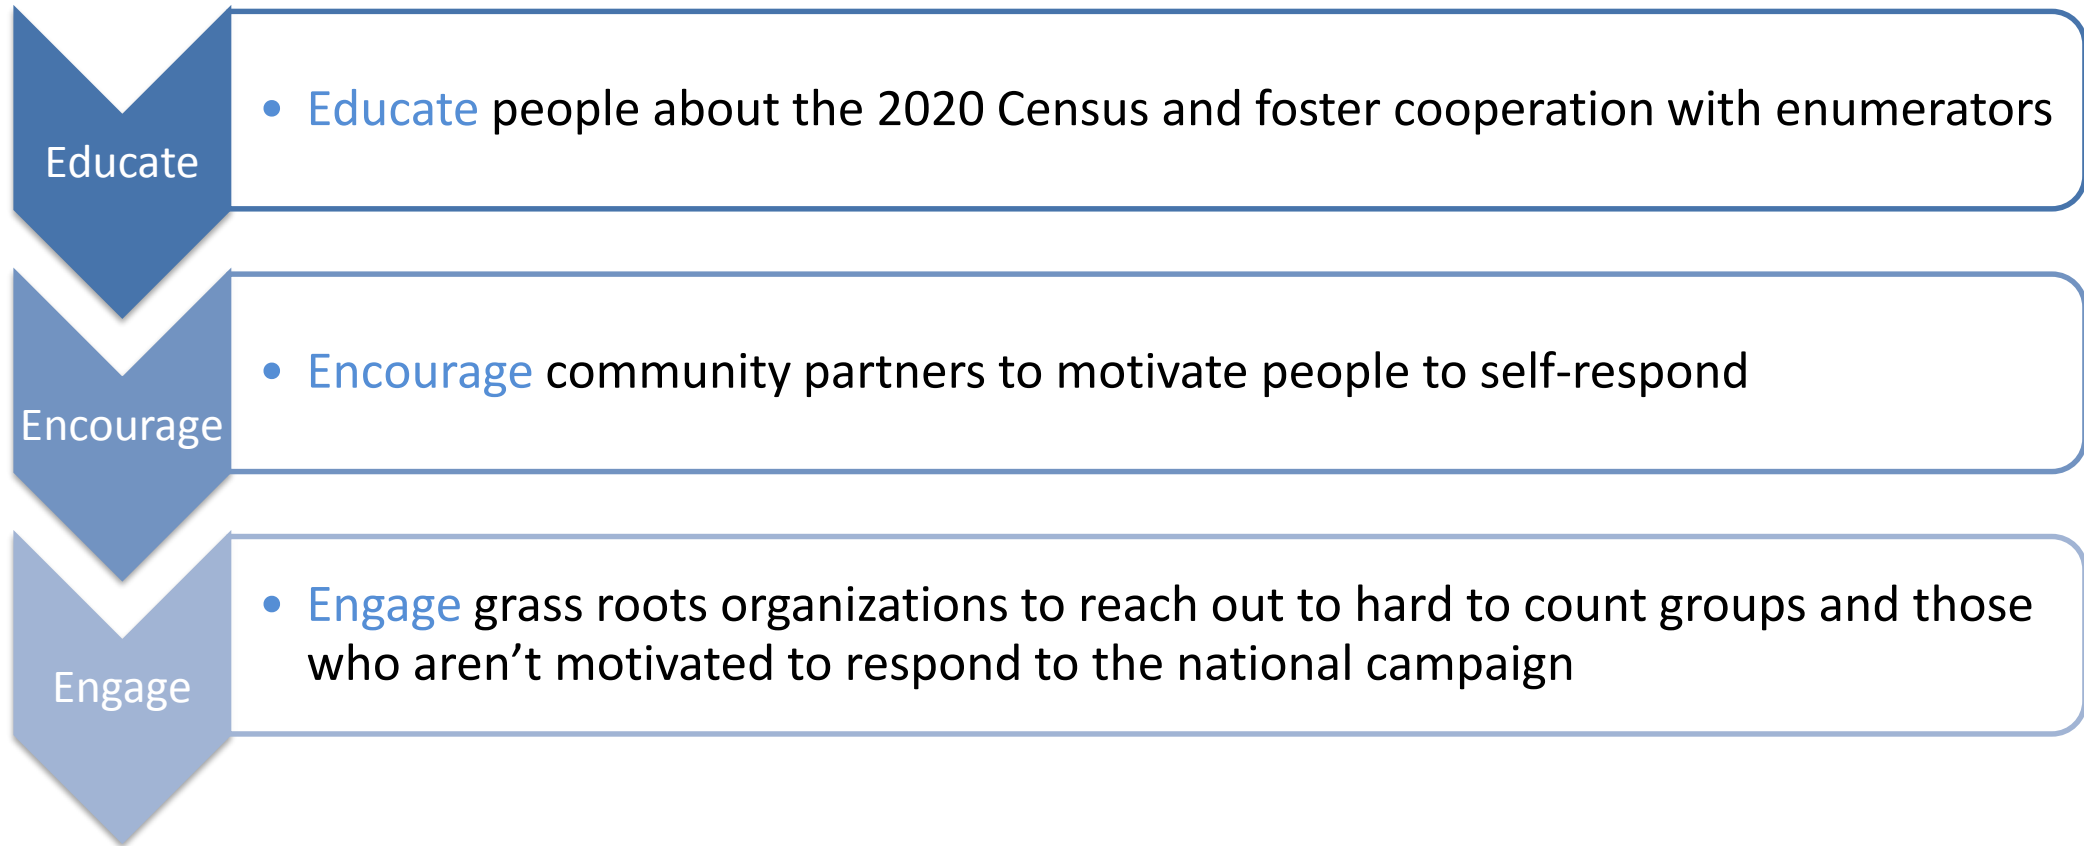 Educate
• Educate people about the 2020 Census and foster cooperation with enumerators
Encourage
• Encourage community partners to motivate people to self-respond
Engage
• Engage grass roots organizations to reach out to hard to count groups and those
who aren’t motivated to respond to the national campaign